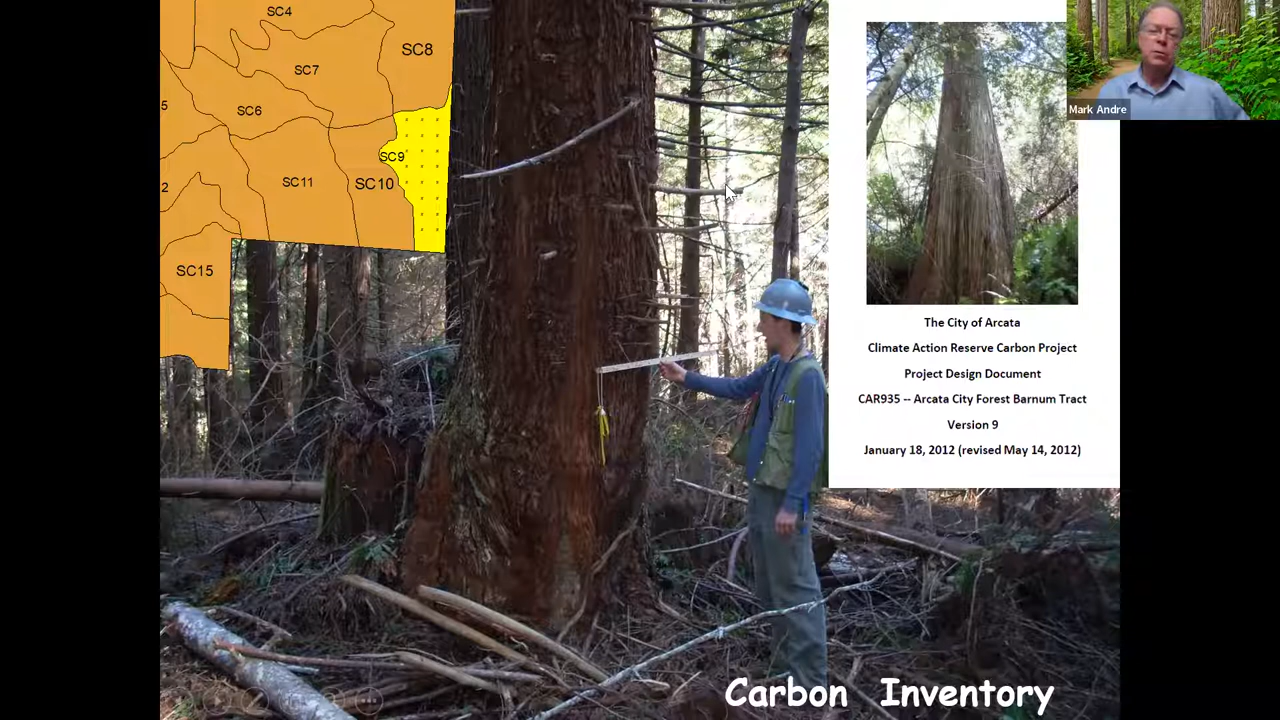 SC4
SC8
SC7
5
SC6
SC9
2
SC11
SC10
SC15
Mark Andre
The City of Arcata
Climate Action Reserve Carbon Project
Project Design Document
CAR935 -- Arcata City Forest Barnum Tract
Version 9
January 18, 2012 (revised May 14, 2012)
Carbon Inventory